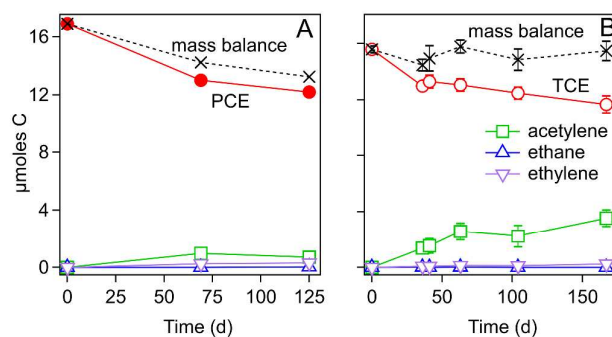 A
B
mass balance
mass balance
PCE
TCE
acetylene
ethane
ethylene
μmoles C
16
12
8
4
0
0 25 50 75 100 125
0 50 100 150
Time (d)
Time (d)